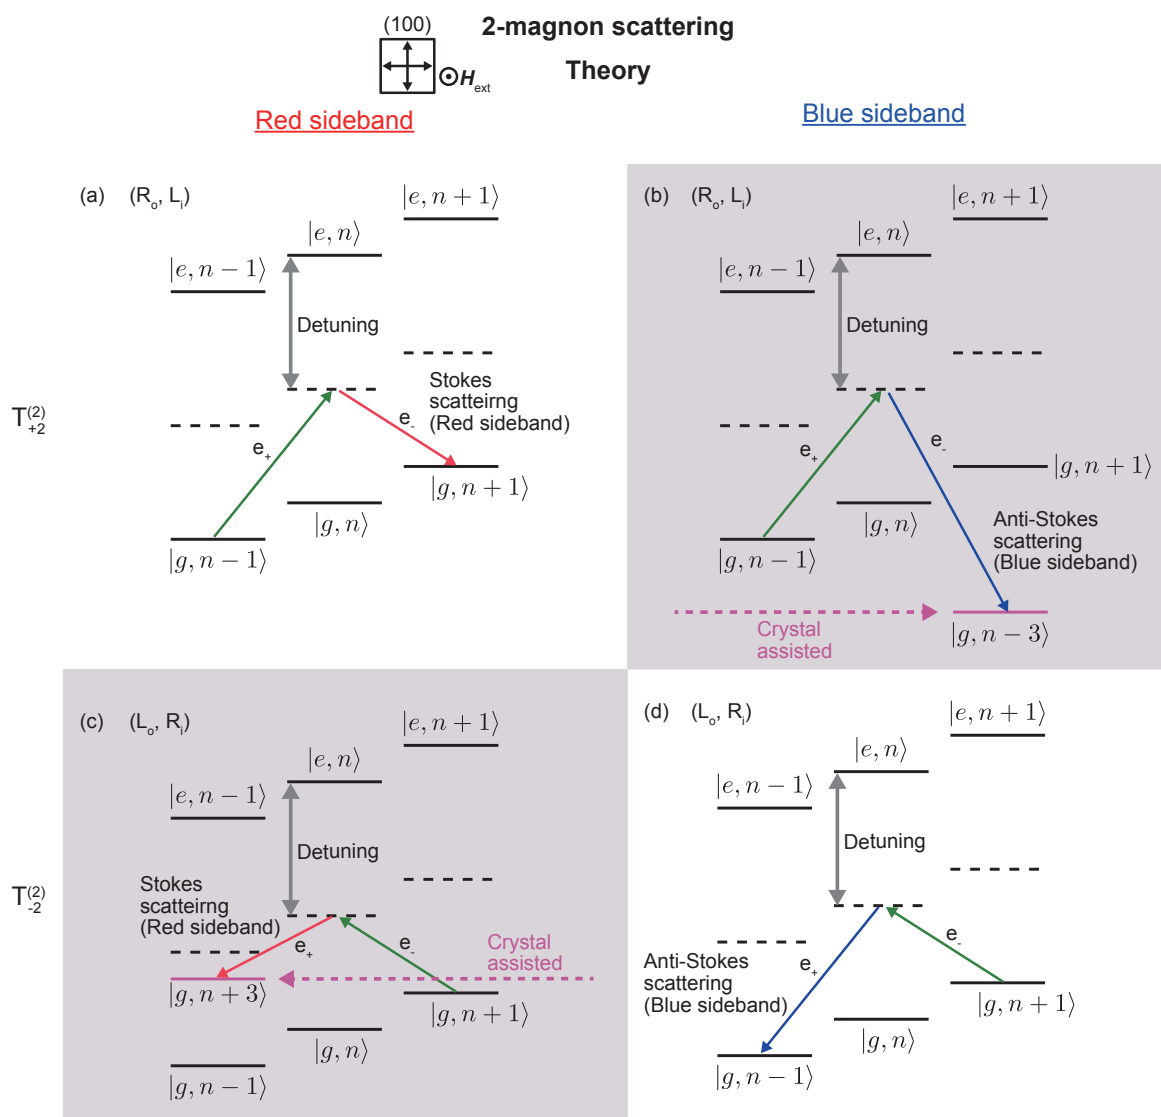 (100)
2-magnon scattering
Theory
⊙H_ext
Red sideband
Blue sideband
(a) (R_o, L_i)
|e, n + 1⟩
|e, n⟩
|e, n − 1⟩
Detuning
Stokes
scatteirng
(Red sideband)
e_+
e_-
|g, n + 1⟩
|g, n⟩
|g, n − 1⟩
T_{+2}^{(2)}
(b) (R_o, L_i)
|e, n + 1⟩
|e, n⟩
|e, n − 1⟩
Detuning
e_+
e_-
|g, n + 1⟩
|g, n⟩
|g, n − 1⟩
Anti-Stokes
scattering
(Blue sideband)
Crystal
assisted
|g, n − 3⟩
(c) (L_o, R_i)
|e, n + 1⟩
|e, n⟩
|e, n − 1⟩
Detuning
Stokes
scatteirng
(Red sideband)
e_+
e_-
Crystal
assisted
|g, n + 3⟩
|g, n + 1⟩
|g, n⟩
|g, n − 1⟩
T_{-2}^{(2)}
(d) (L_o, R_i)
|e, n + 1⟩
|e, n⟩
|e, n − 1⟩
Detuning
e_-
e_+
Anti-Stokes
scattering
(Blue sideband)
|g, n + 1⟩
|g, n⟩
|g, n − 1⟩